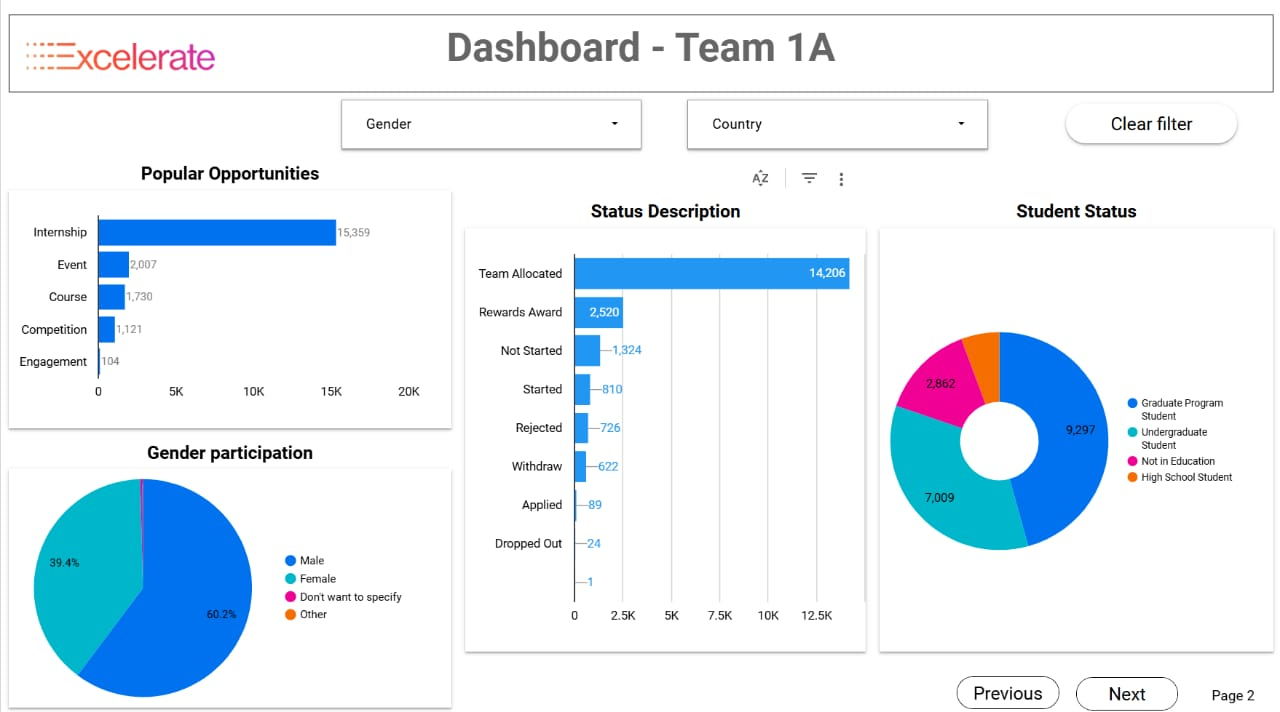 Excelerate
Dashboard - Team 1A
Gender
Country
Clear filter
Popular Opportunities
Internship
15,359
Event
2,007
Course
1,730
Competition
1,121
Engagement
104
0
5K
10K
15K
20K
Gender participation
39.4%
60.2%
Male
Female
Don't want to specify
Other
AZ
Status Description
Team Allocated
14,206
Rewards Award
2,520
Not Started
1,324
Started
810
Rejected
726
Withdraw
622
Applied
89
Dropped Out
24
1
0
2.5K
5K
7.5K
10K
12.5K
Student Status
2,862
9,297
7,009
Graduate Program
Student
Undergraduate
Student
Not in Education
High School Student
Previous
Next
Page 2